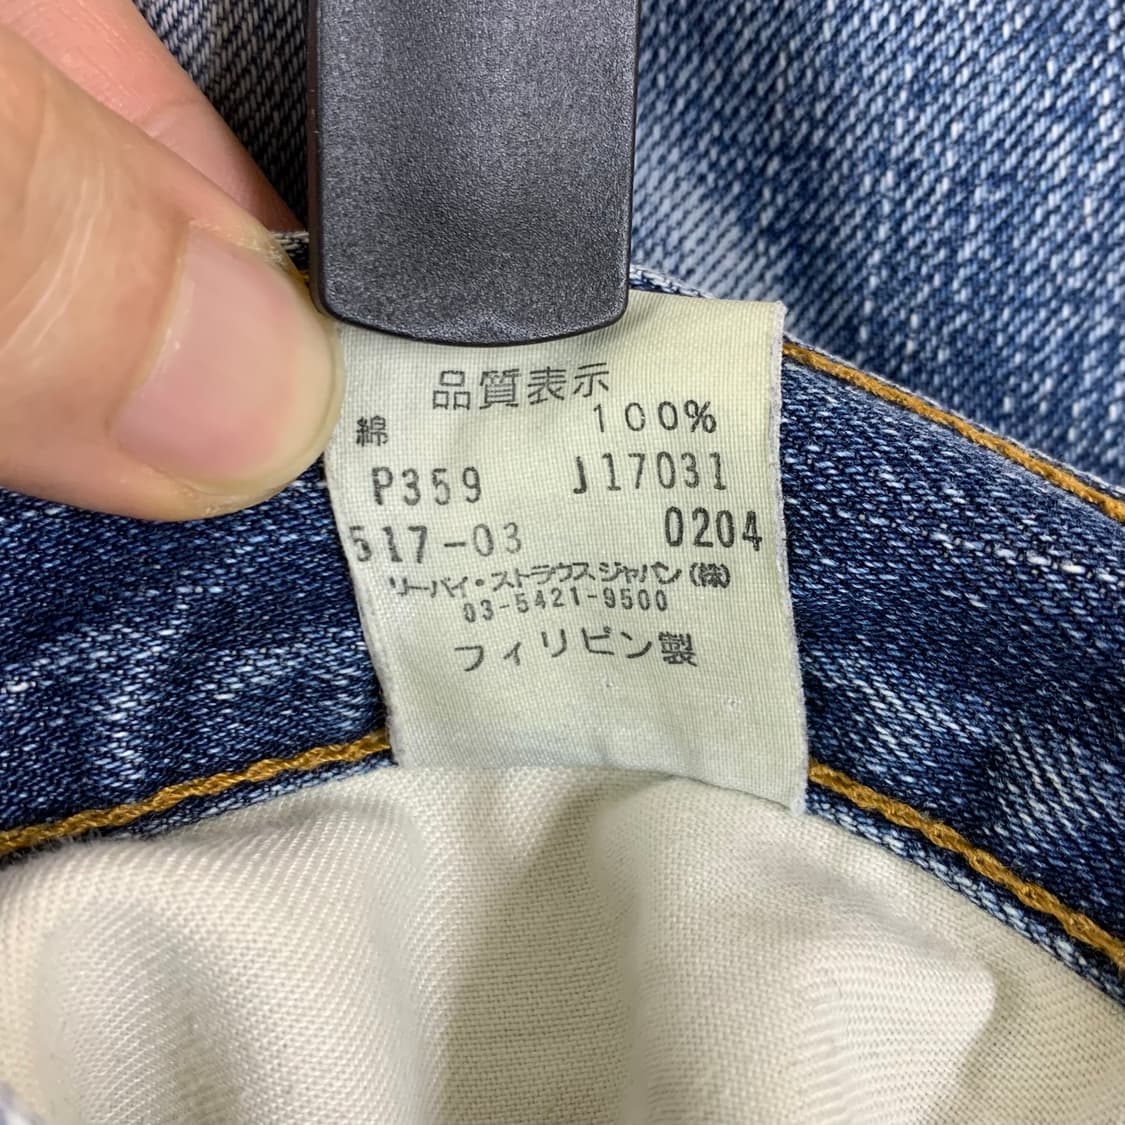 品質表示
綿 100%
P359 J17031
517-03 0204
リーバイ・ストラウスジャパン(株)
03-5421-9500
フィリピン製